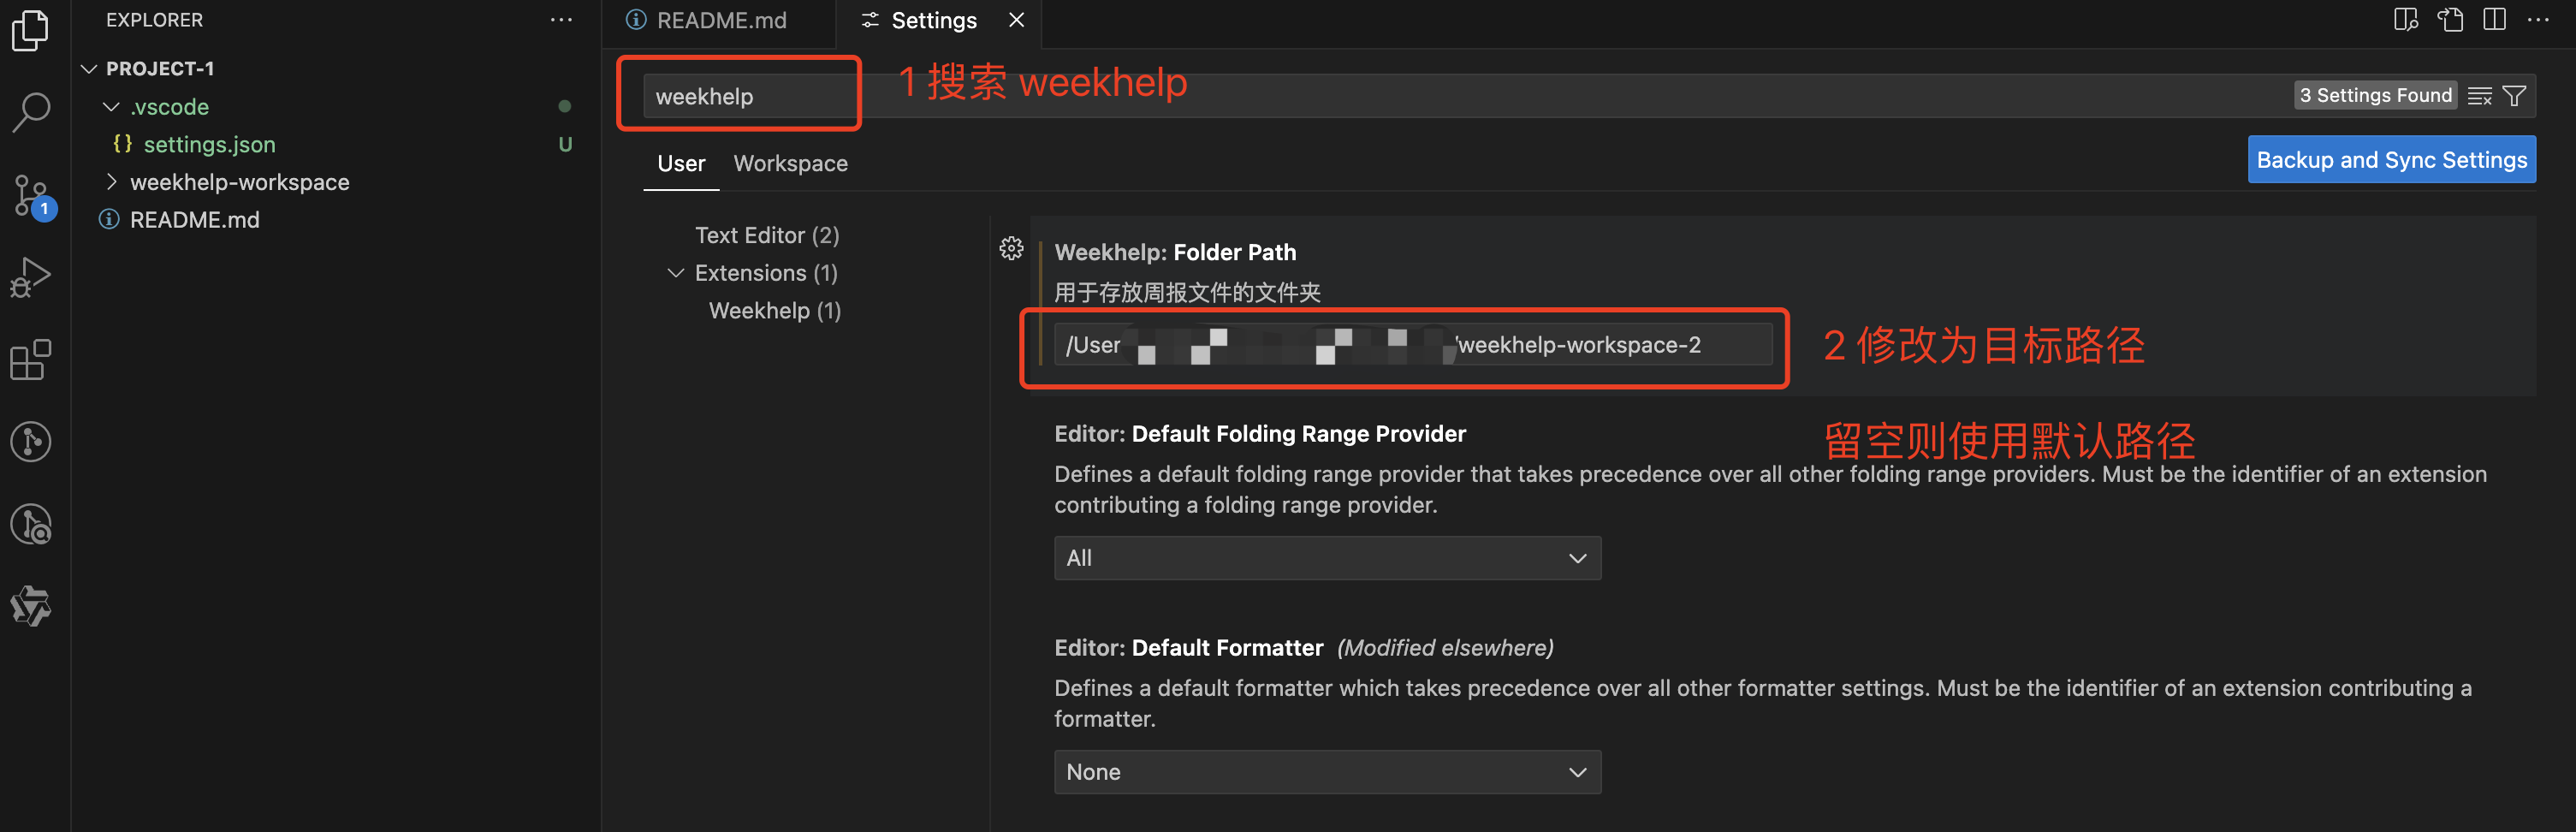 EXPLORER
PROJECT-1
.vscode
{} settings.json U
weekhelp-workspace
README.md
1
README.md
Settings
weekhelp
1 搜索 weekhelp
3 Settings Found
User
Workspace
Backup and Sync Settings
Text Editor (2)
Extensions (1)
Weekhelp (1)
Weekhelp: Folder Path
用于存放周报文件的文件夹
/User
/weekhelp-workspace-2
2 修改为目标路径
留空则使用默认路径
Editor: Default Folding Range Provider
Defines a default folding range provider that takes precedence over all other folding range providers. Must be the identifier of an extension
contributing a folding range provider.
All
Editor: Default Formatter (Modified elsewhere)
Defines a default formatter which takes precedence over all other formatter settings. Must be the identifier of an extension contributing a
formatter.
None